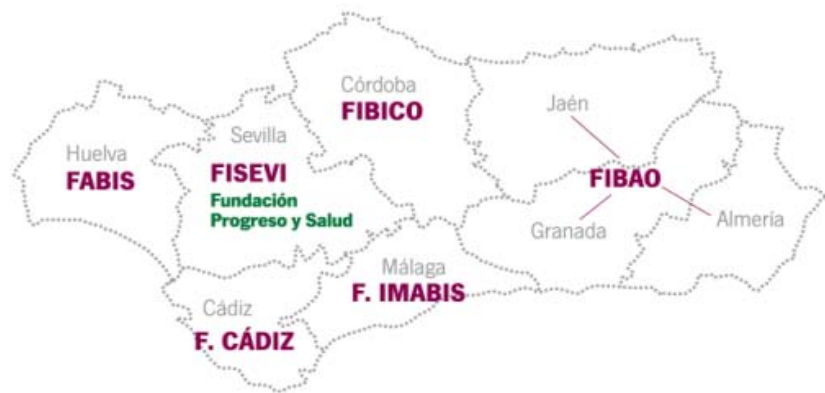 Córdoba
FIBICO
Jaén
Sevilla
Huelva
FABIS
FISEVI
Fundación
Progreso y Salud
FIBAO
Granada
Almería
Málaga
F. IMABIS
Cádiz
F. CÁDIZ